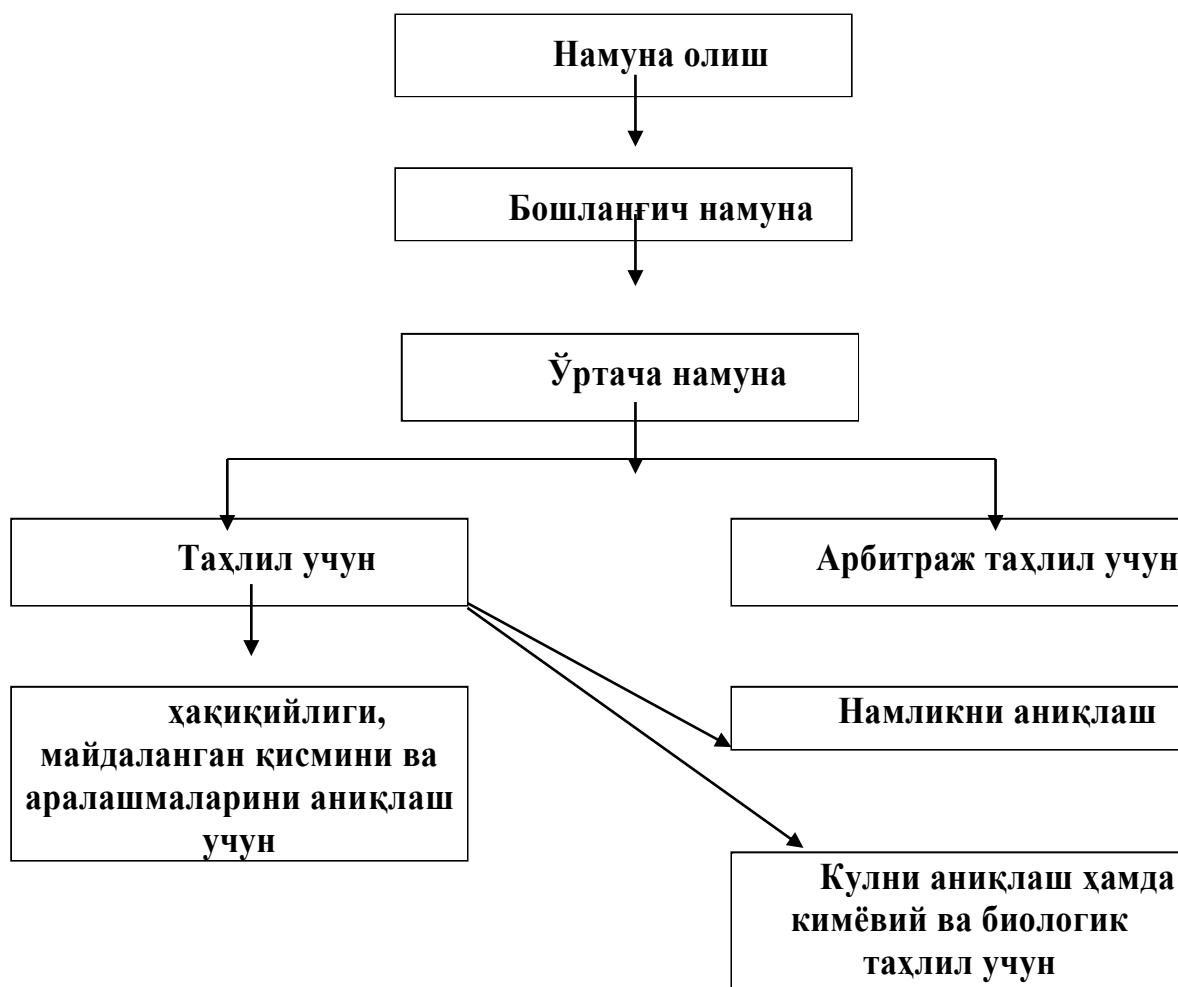 Намуна олиш
Бошланғич намуна
Ўртача намуна
Таҳлил учун
Арбитраж таҳлил учун
ҳақиқийлиги,
майдаланган қисмини ва
аралашмаларини аниқлаш
учун
Намликни аниқлаш
Кулни аниқлаш ҳамда
кимёвий ва биологик
таҳлил учун